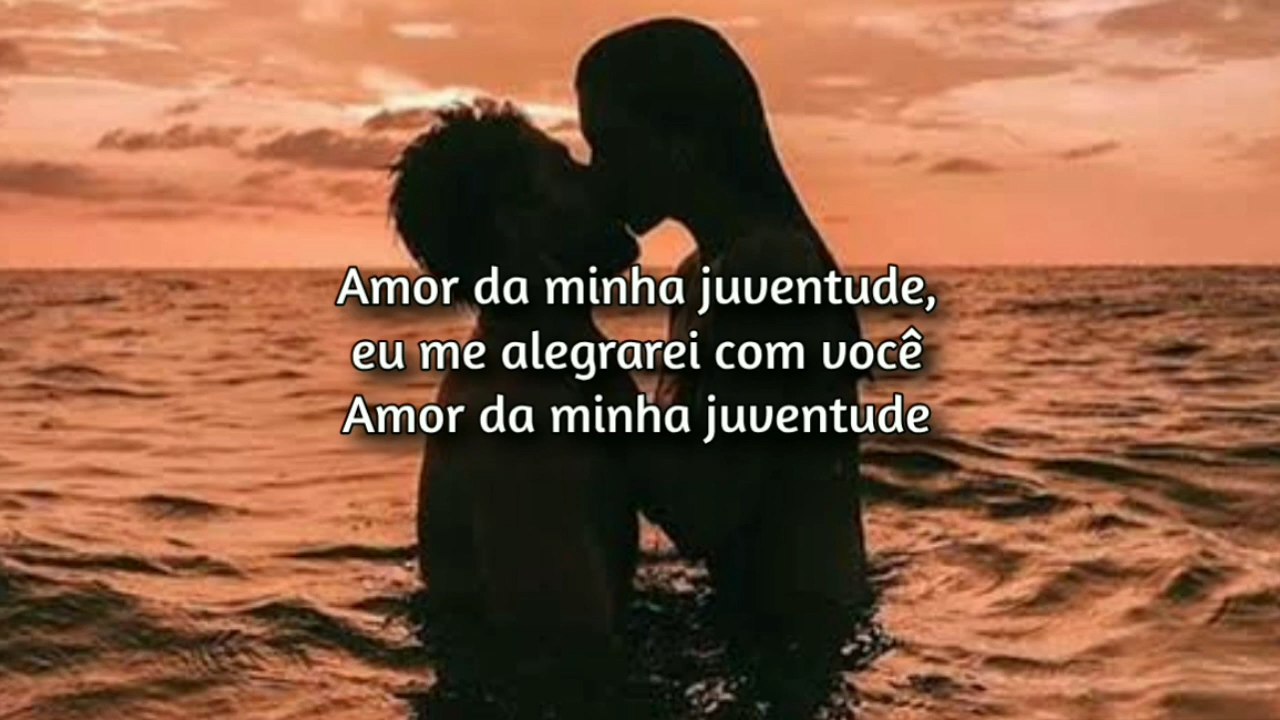 Amor da minha juventude,
eu me alegrarei com você
Amor da minha juventude